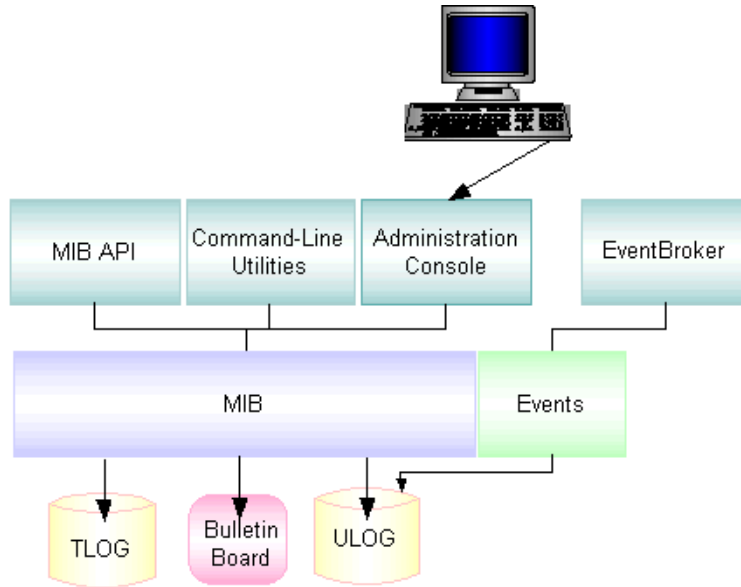 MIB API
Command-Line
Utilities
Administration
Console
EventBroker
MIB
Events
TLOG
Bulletin
Board
ULOG